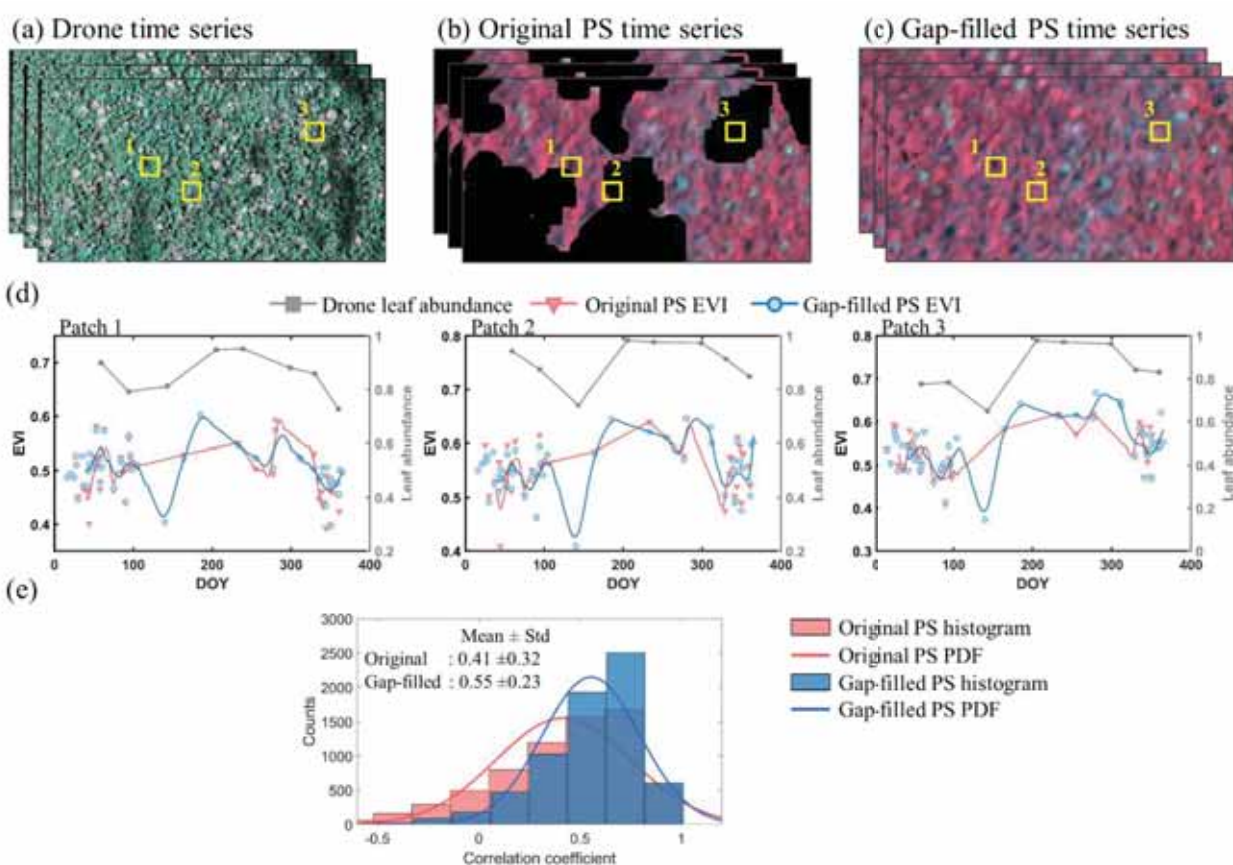 (a) Drone time series
(b) Original PS time series
(c) Gap-filled PS time series
1
2
3
1
2
3
1
2
3
(d)
Drone leaf abundance
Original PS EVI
Gap-filled PS EVI
Patch 1
0.7
0.6
0.5
0.4
EVI
1
0.8
0.6
0.4
0.2
Leaf abundance
0 100 200 300 400
DOY
Patch 2
0.8
0.7
0.6
0.5
0.4
EVI
1
0.8
0.6
0.4
0.2
Leaf abundance
0 100 200 300 400
DOY
Patch 3
0.8
0.7
0.6
0.5
0.4
0.3
EVI
1
0.8
0.6
0.4
0.2
0
Leaf abundance
0 100 200 300 400
DOY
(e)
3000
2500
2000
1500
1000
500
0
Counts
Mean ± Std
Original : 0.41 ±0.32
Gap-filled : 0.55 ±0.23
-0.5 0 0.5 1
Correlation coefficient
Original PS histogram
Original PS PDF
Gap-filled PS histogram
Gap-filled PS PDF